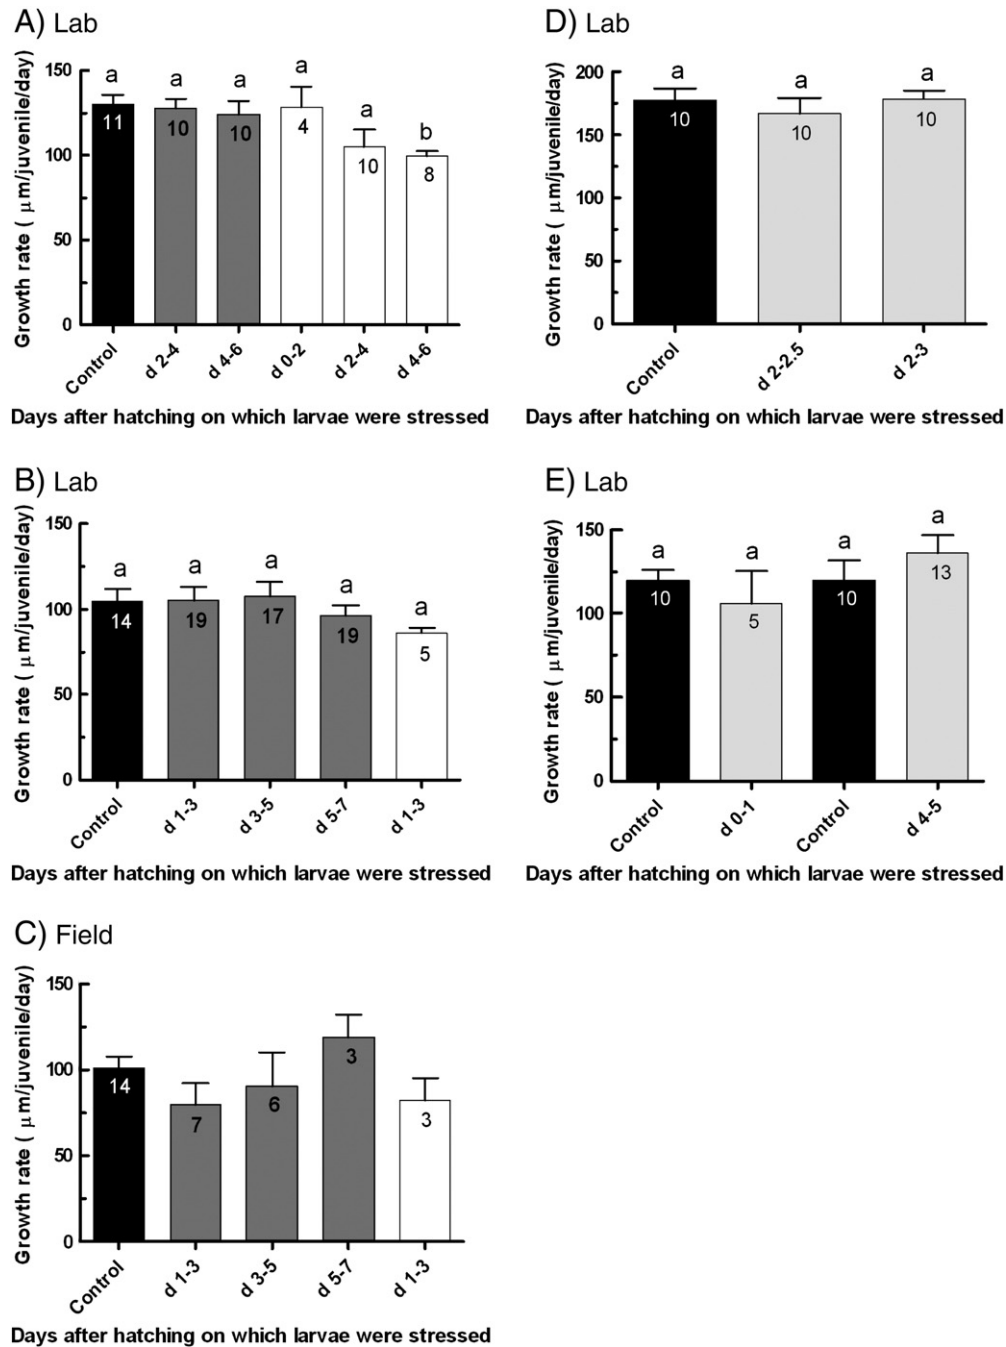 A) Lab
Growth rate ( μm/juvenile/day)
150
100
50
0
a a a a a b
11 10 10 4 10 8
Control d 2-4 d 4-6 d 0-2 d 2-4 d 4-6
Days after hatching on which larvae were stressed
D) Lab
Growth rate ( μm/juvenile/day)
200
150
100
50
0
a a a
10 10 10
Control d 2-2.5 d 2-3
Days after hatching on which larvae were stressed
B) Lab
Growth rate ( μm/juvenile/day)
150
100
50
0
a a a a a
14 19 17 19 5
Control d 1-3 d 3-5 d 5-7 d 1-3
Days after hatching on which larvae were stressed
E) Lab
Growth rate ( μm/juvenile/day)
150
100
50
0
a a a a
10 5 10 13
Control d 0-1 Control d 4-5
Days after hatching on which larvae were stressed
C) Field
Growth rate ( μm/juvenile/day)
150
100
50
0
14 7 6 3 3
Control d 1-3 d 3-5 d 5-7 d 1-3
Days after hatching on which larvae were stressed